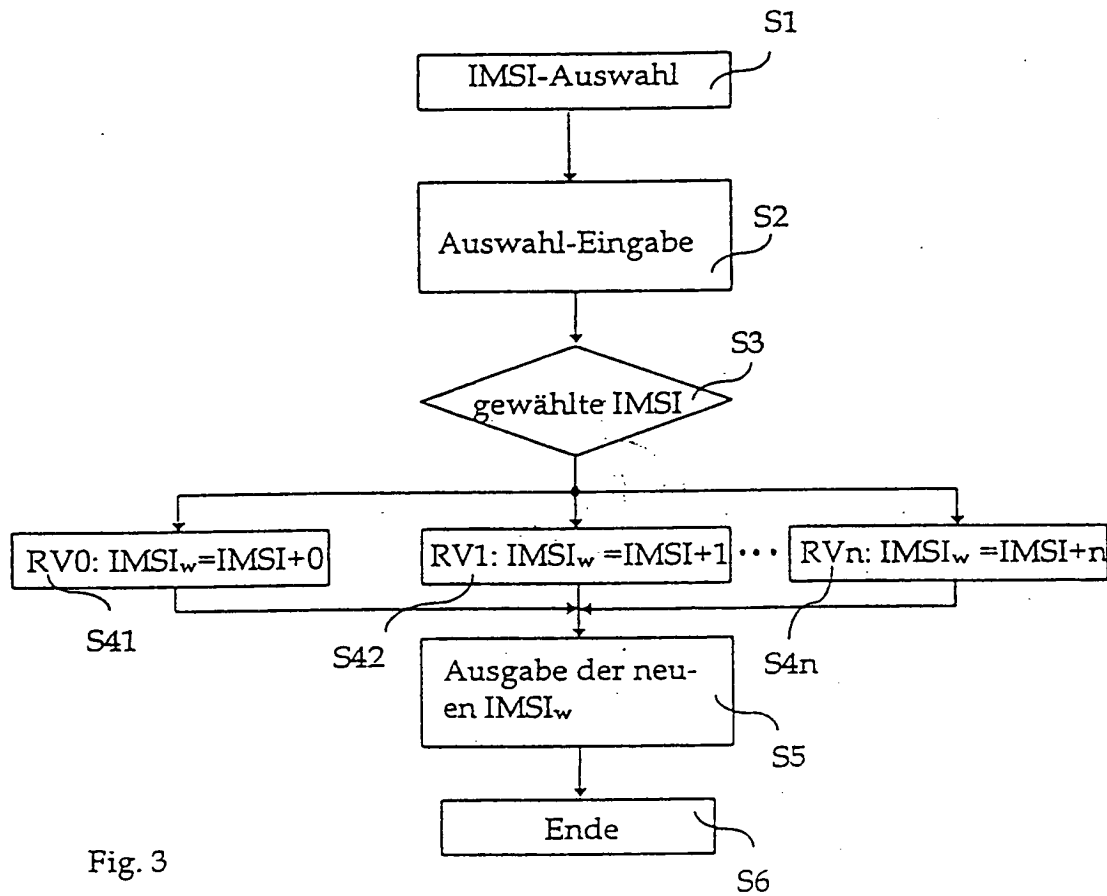 S1
IMSI-Auswahl
S2
Auswahl-Eingabe
S3
gewählte IMSI
RV0: IMSIw=IMSI+0
RV1: IMSIw =IMSI+1
• • •
RVn: IMSIw =IMSI+n
S41
S42
S4n
Ausgabe der neu-
en IMSIw
S5
Ende
S6
Fig. 3